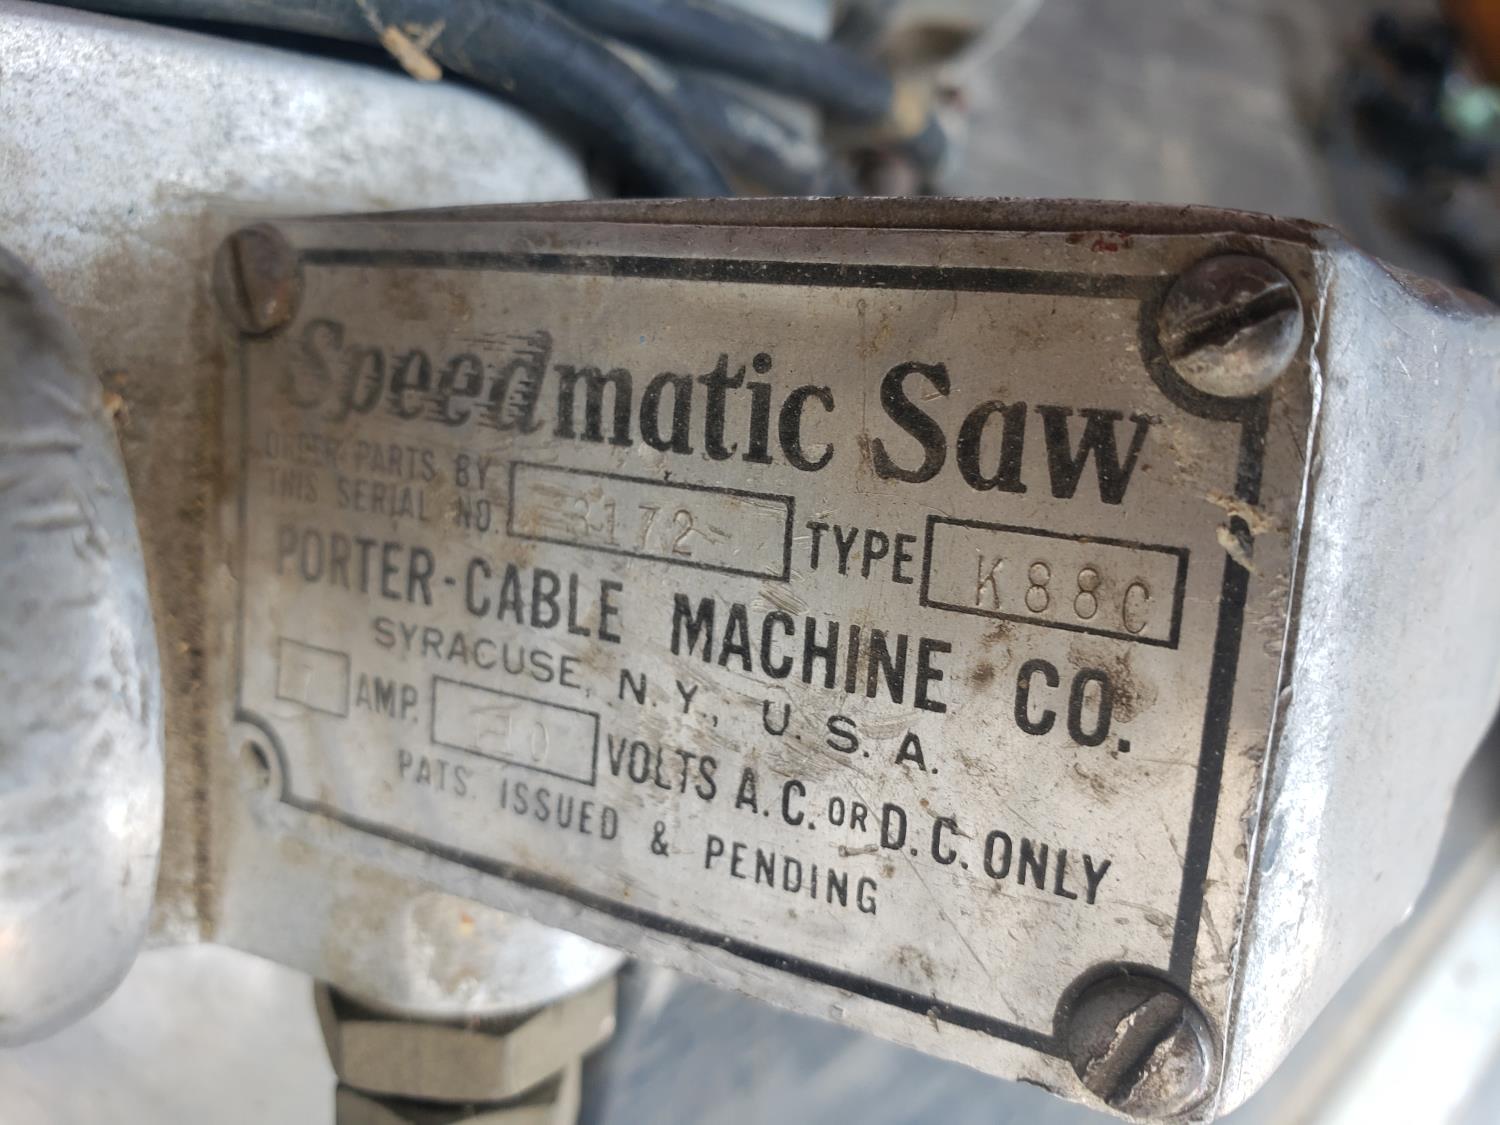 Speedmatic Saw
ORDER PARTS BY
THIS SERIAL NO. 3172 TYPE K88C
PORTER-CABLE MACHINE CO.
SYRACUSE, N.Y., U.S.A.
7 AMP. VOLTS A.C. OR D.C. ONLY
PATS. ISSUED & PENDING